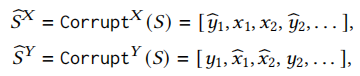 Ŝ^X = Corrupt^X(S) = [ŷ₁, x₁, x₂, ŷ₂, . . . ],
Ŝ^Y = Corrupt^Y(S) = [y₁, x̂₁, x̂₂, y₂, . . . ],